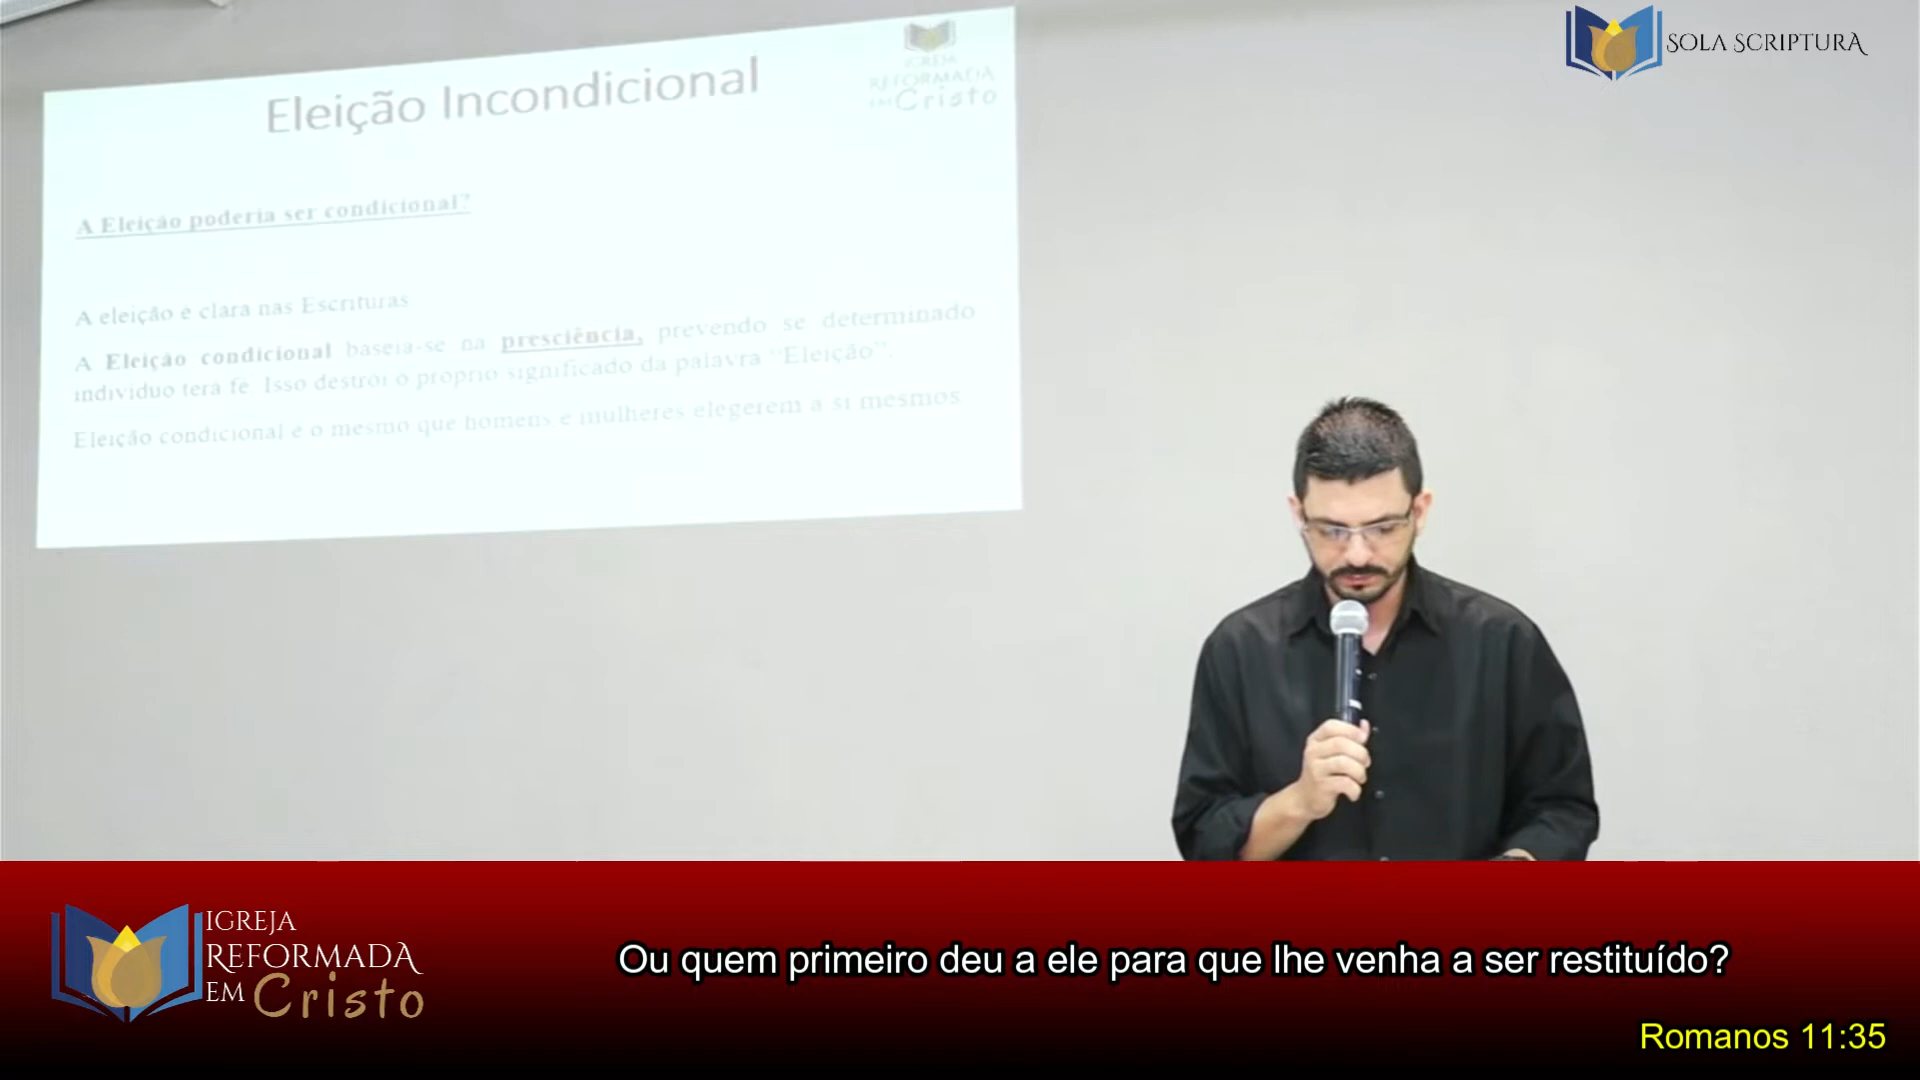 SOLA SCRIPTURA
Eleição Incondicional
IGREJA
REFORMADA
EM Cristo
A Eleição poderia ser condicional?
A eleição é clara nas Escrituras
A Eleição condicional baseia-se na presciência, prevendo se determinado
indivíduo terá fé. Isso destrói o próprio significado da palavra "Eleição".
Eleição condicional é o mesmo que homens e mulheres elegerem a si mesmos
IGREJA
REFORMADA
EM Cristo
Ou quem primeiro deu a ele para que lhe venha a ser restituído?
Romanos 11:35